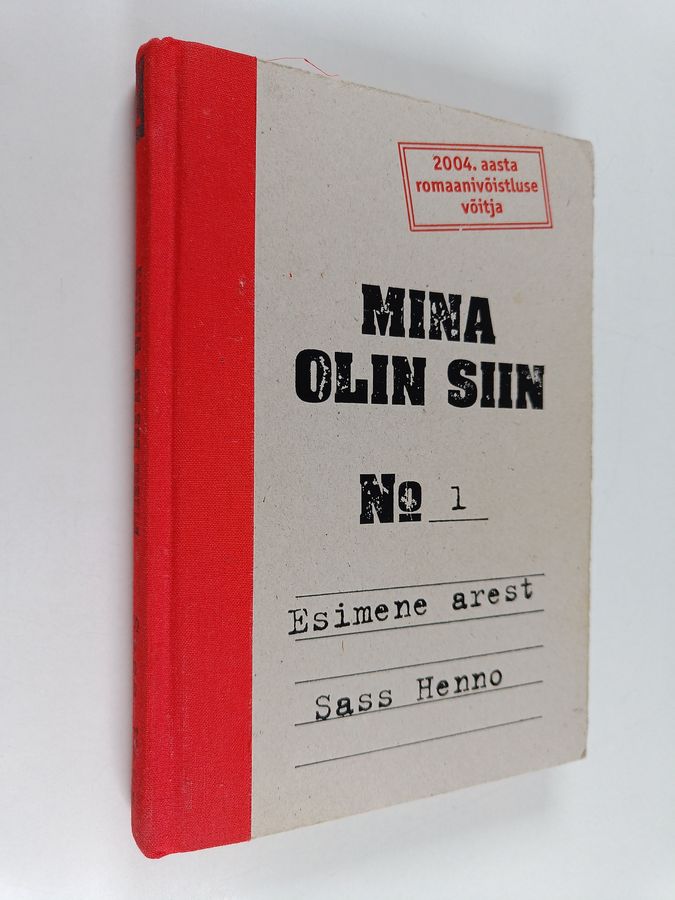 2004. aasta
romaanivõistluse
võitja
MINA
OLIN SIIN
No 1
Esimene arest
Sass Henno